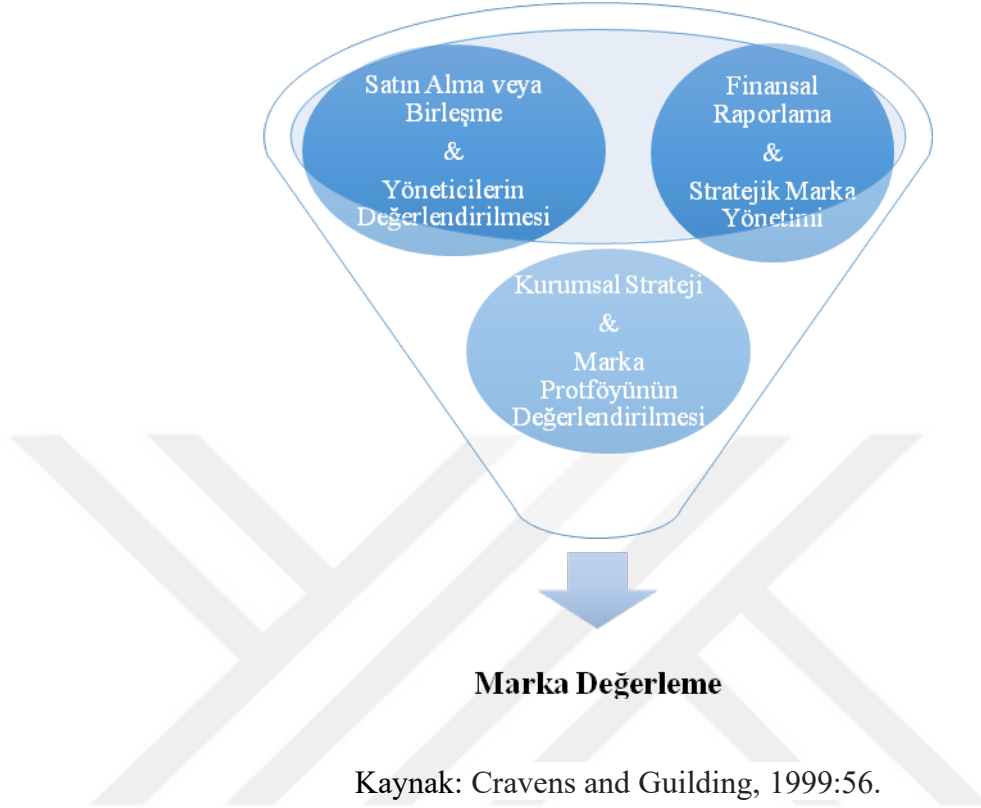 Satın Alma veya
Birleşme
&
Yöneticilerin
Değerlendirilmesi
Finansal
Raporlama
&
Stratejik Marka
Yönetimi
Kurumsal Strateji
&
Marka
Protföyünün
Değerlendirilmesi
Marka Değerleme
Kaynak: Cravens and Guilding, 1999:56.